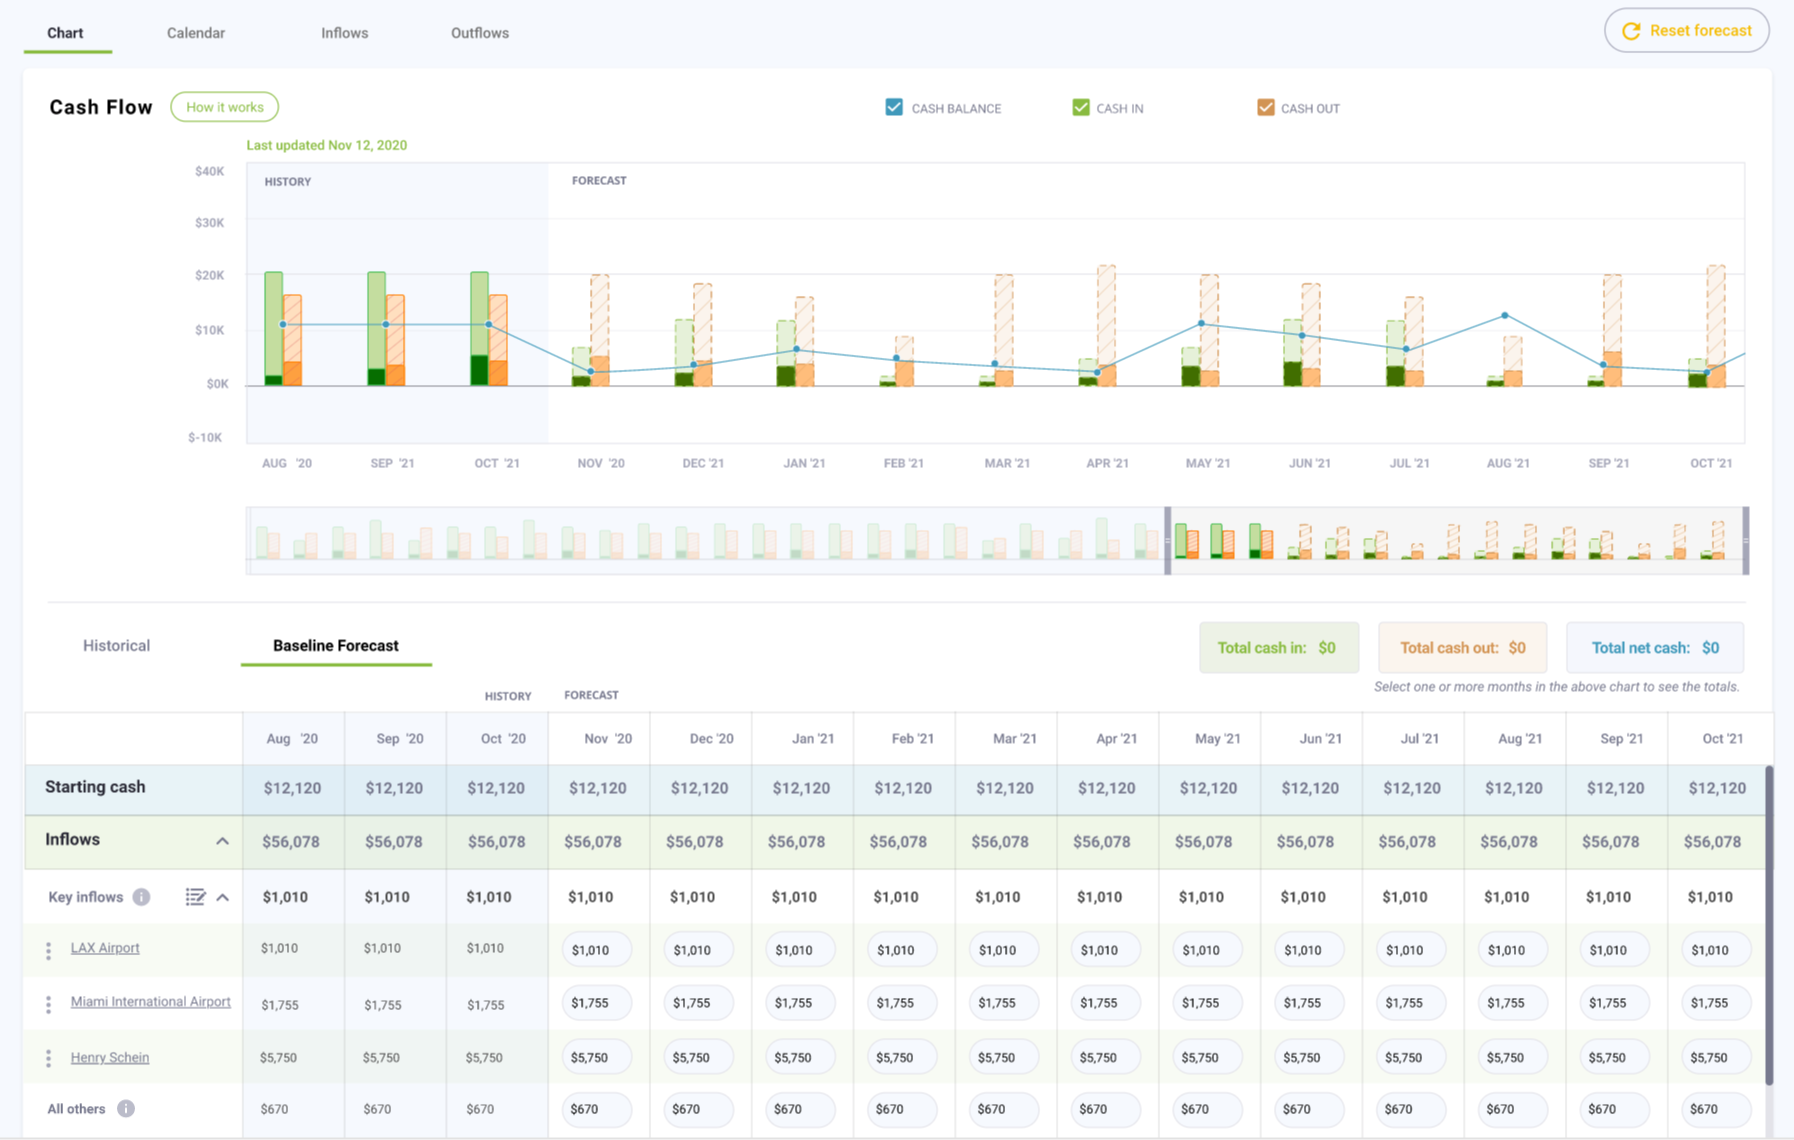 Chart Calendar Inflows Outflows Reset forecast
Cash Flow How it works CASH BALANCE CASH IN CASH OUT
Last updated Nov 12, 2020
$40K
HISTORY FORECAST
$30K
$20K
$10K
$0K
$-10K
AUG '20 SEP '21 OCT '21 NOV '20 DEC '21 JAN '21 FEB '21 MAR '21 APR '21 MAY '21 JUN '21 JUL '21 AUG '21 SEP '21 OCT '21
Historical Baseline Forecast Total cash in: $0 Total cash out: $0 Total net cash: $0
Select one or more months in the above chart to see the totals.
HISTORY FORECAST
Aug '20 Sep '20 Oct '20 Nov '20 Dec '20 Jan '21 Feb '21 Mar '21 Apr '21 May '21 Jun '21 Jul '21 Aug '21 Sep '21 Oct '21
Starting cash $12,120 $12,120 $12,120 $12,120 $12,120 $12,120 $12,120 $12,120 $12,120 $12,120 $12,120 $12,120 $12,120 $12,120 $12,120
Inflows $56,078 $56,078 $56,078 $56,078 $56,078 $56,078 $56,078 $56,078 $56,078 $56,078 $56,078 $56,078 $56,078 $56,078 $56,078
Key inflows $1,010 $1,010 $1,010 $1,010 $1,010 $1,010 $1,010 $1,010 $1,010 $1,010 $1,010 $1,010 $1,010 $1,010 $1,010
LAX Airport $1,010 $1,010 $1,010 $1,010 $1,010 $1,010 $1,010 $1,010 $1,010 $1,010 $1,010 $1,010 $1,010 $1,010 $1,010
Miami International Airport $1,755 $1,755 $1,755 $1,755 $1,755 $1,755 $1,755 $1,755 $1,755 $1,755 $1,755 $1,755 $1,755 $1,755 $1,755
Henry Schein $5,750 $5,750 $5,750 $5,750 $5,750 $5,750 $5,750 $5,750 $5,750 $5,750 $5,750 $5,750 $5,750 $5,750 $5,750
All others $670 $670 $670 $670 $670 $670 $670 $670 $670 $670 $670 $670 $670 $670 $670